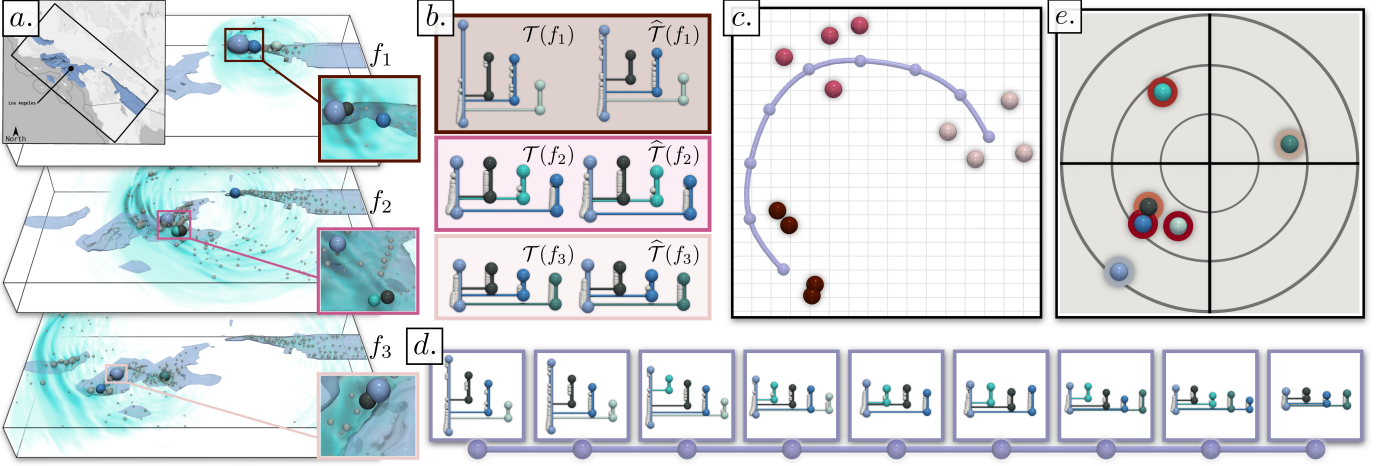 a.
Los Angeles
North
f₁
f₂
f₃
b.
𝒯(f₁) 𝒯̂(f₁)
𝒯(f₂) 𝒯̂(f₂)
𝒯(f₃) 𝒯̂(f₃)
c.
d.
e.